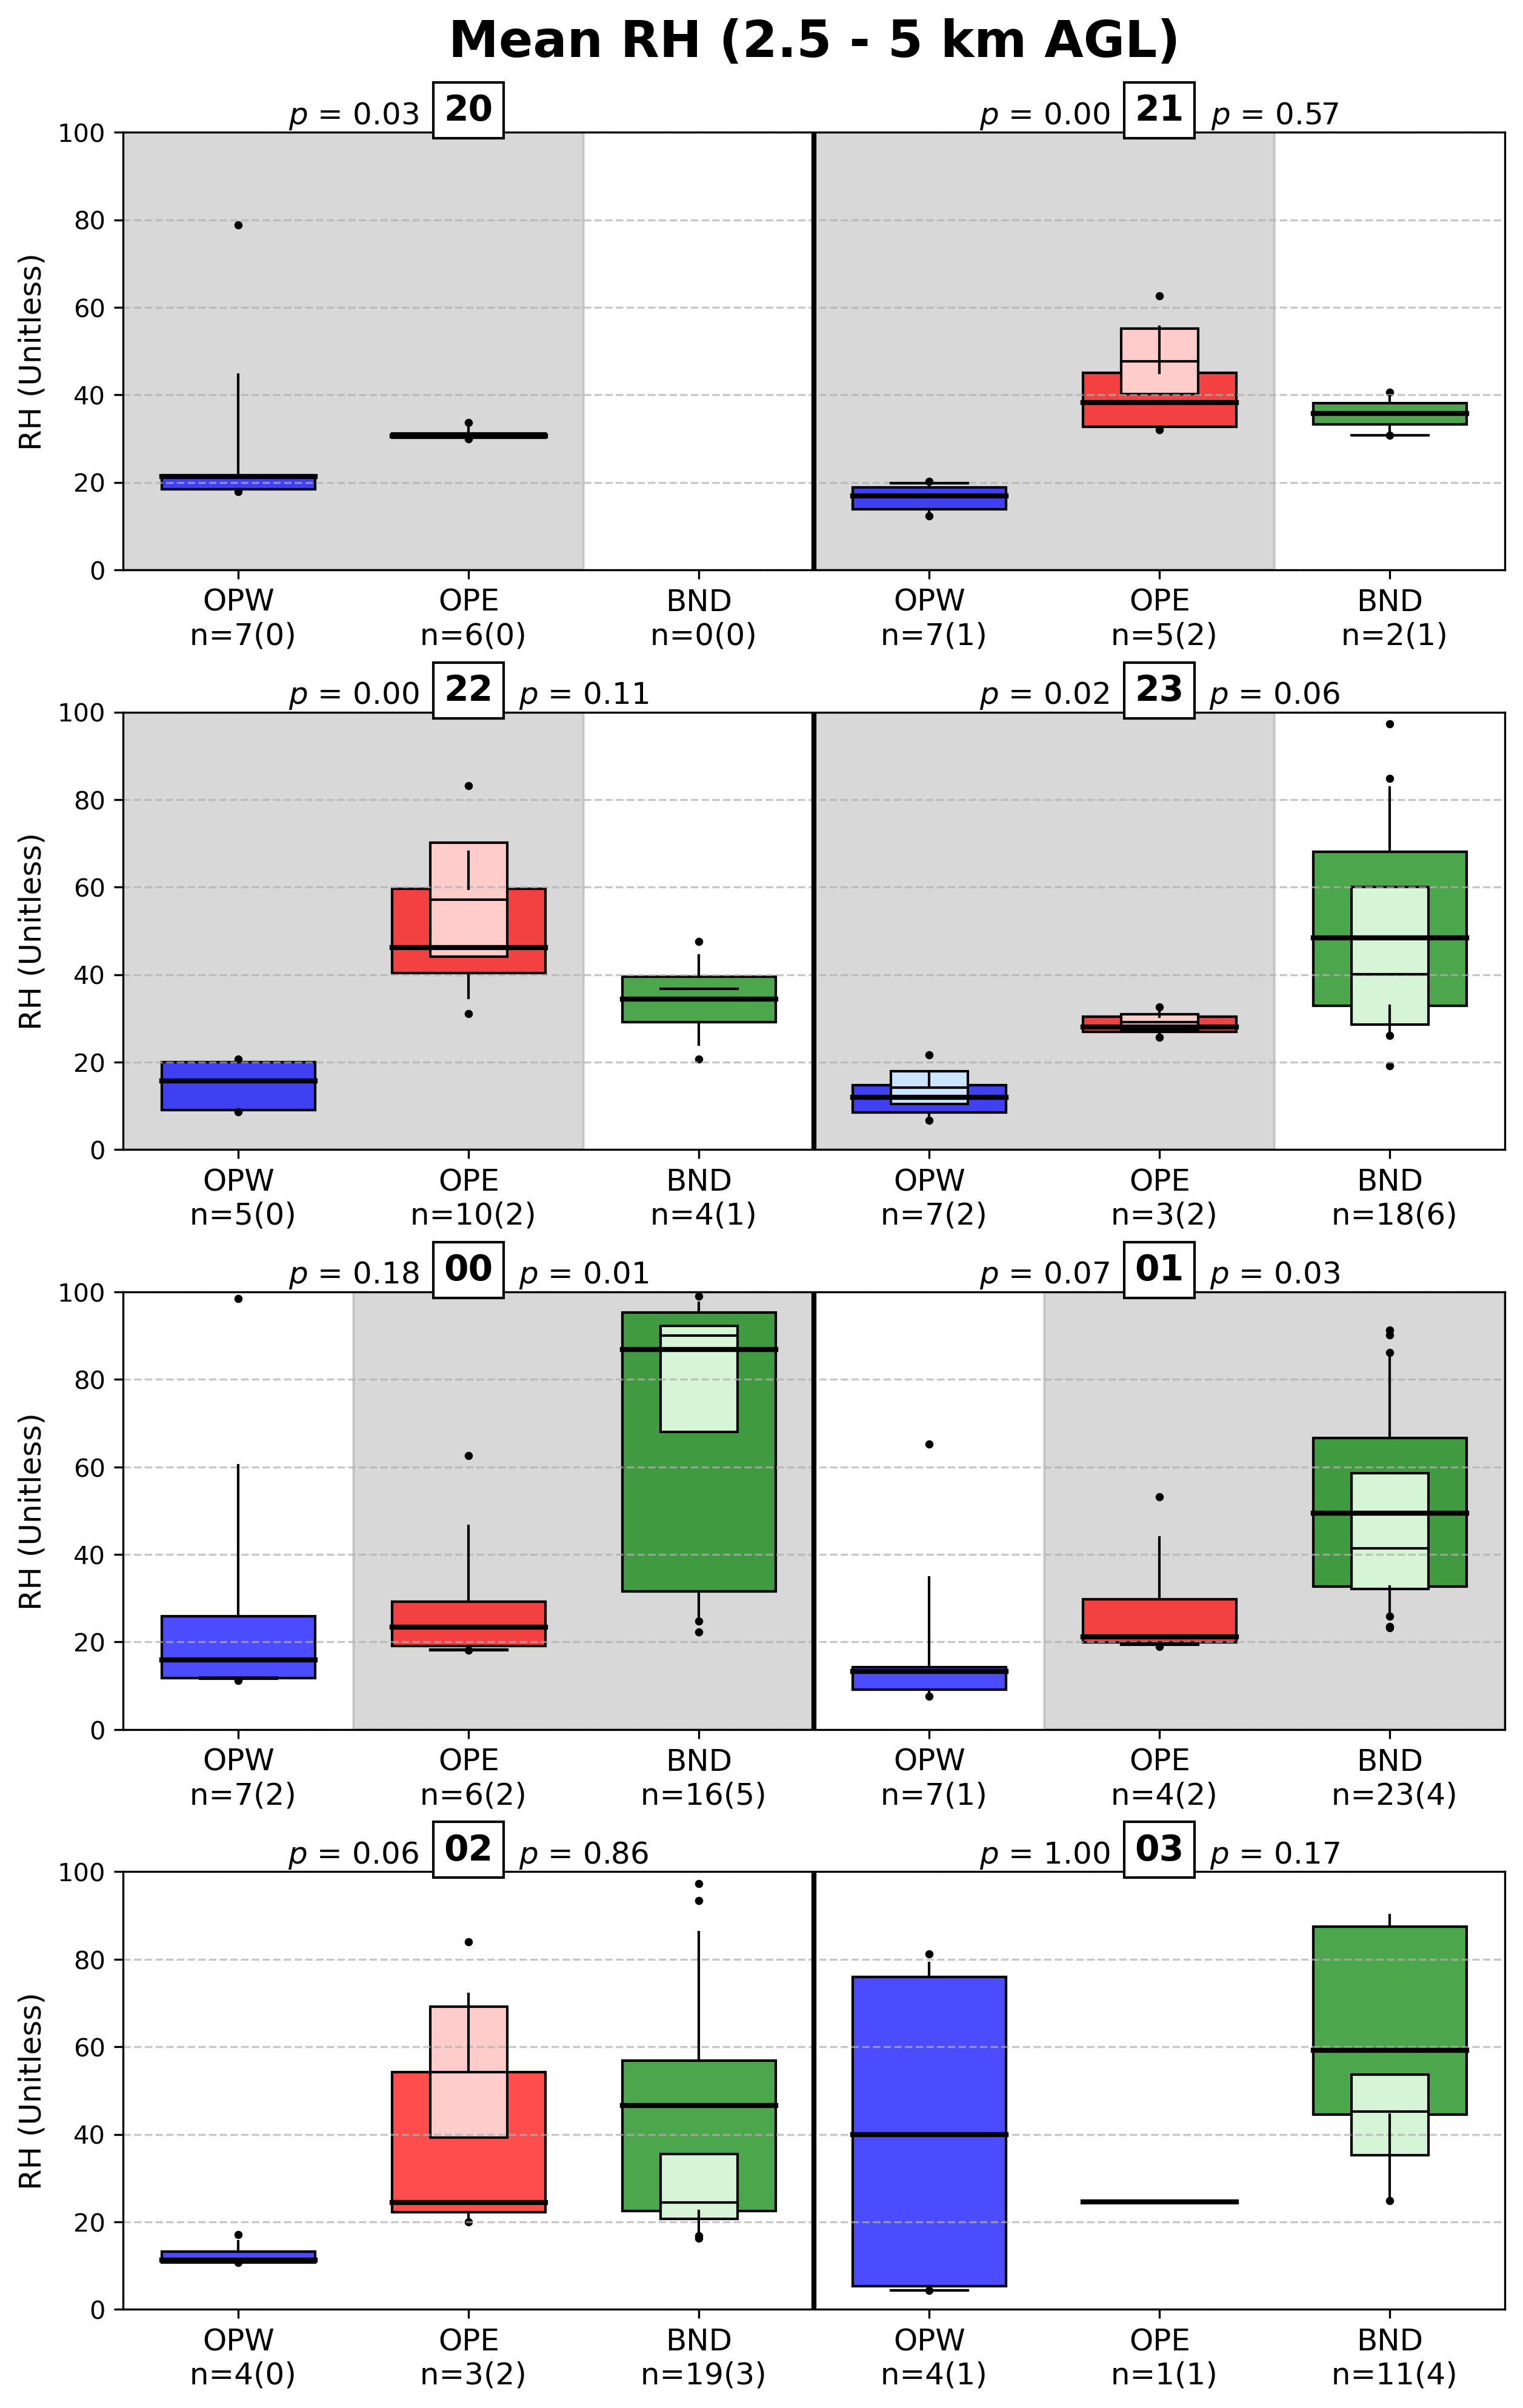 Mean RH (2.5 - 5 km AGL)
p = 0.03 20
p = 0.00 21 p = 0.57
RH (Unitless)
100
80
60
40
20
0
OPW OPE BND OPW OPE BND
n=7(0) n=6(0) n=0(0) n=7(1) n=5(2) n=2(1)
p = 0.00 22 p = 0.11
p = 0.02 23 p = 0.06
RH (Unitless)
100
80
60
40
20
0
OPW OPE BND OPW OPE BND
n=5(0) n=10(2) n=4(1) n=7(2) n=3(2) n=18(6)
p = 0.18 00 p = 0.01
p = 0.07 01 p = 0.03
RH (Unitless)
100
80
60
40
20
0
OPW OPE BND OPW OPE BND
n=7(2) n=6(2) n=16(5) n=7(1) n=4(2) n=23(4)
p = 0.06 02 p = 0.86
p = 1.00 03 p = 0.17
RH (Unitless)
100
80
60
40
20
0
OPW OPE BND OPW OPE BND
n=4(0) n=3(2) n=19(3) n=4(1) n=1(1) n=11(4)